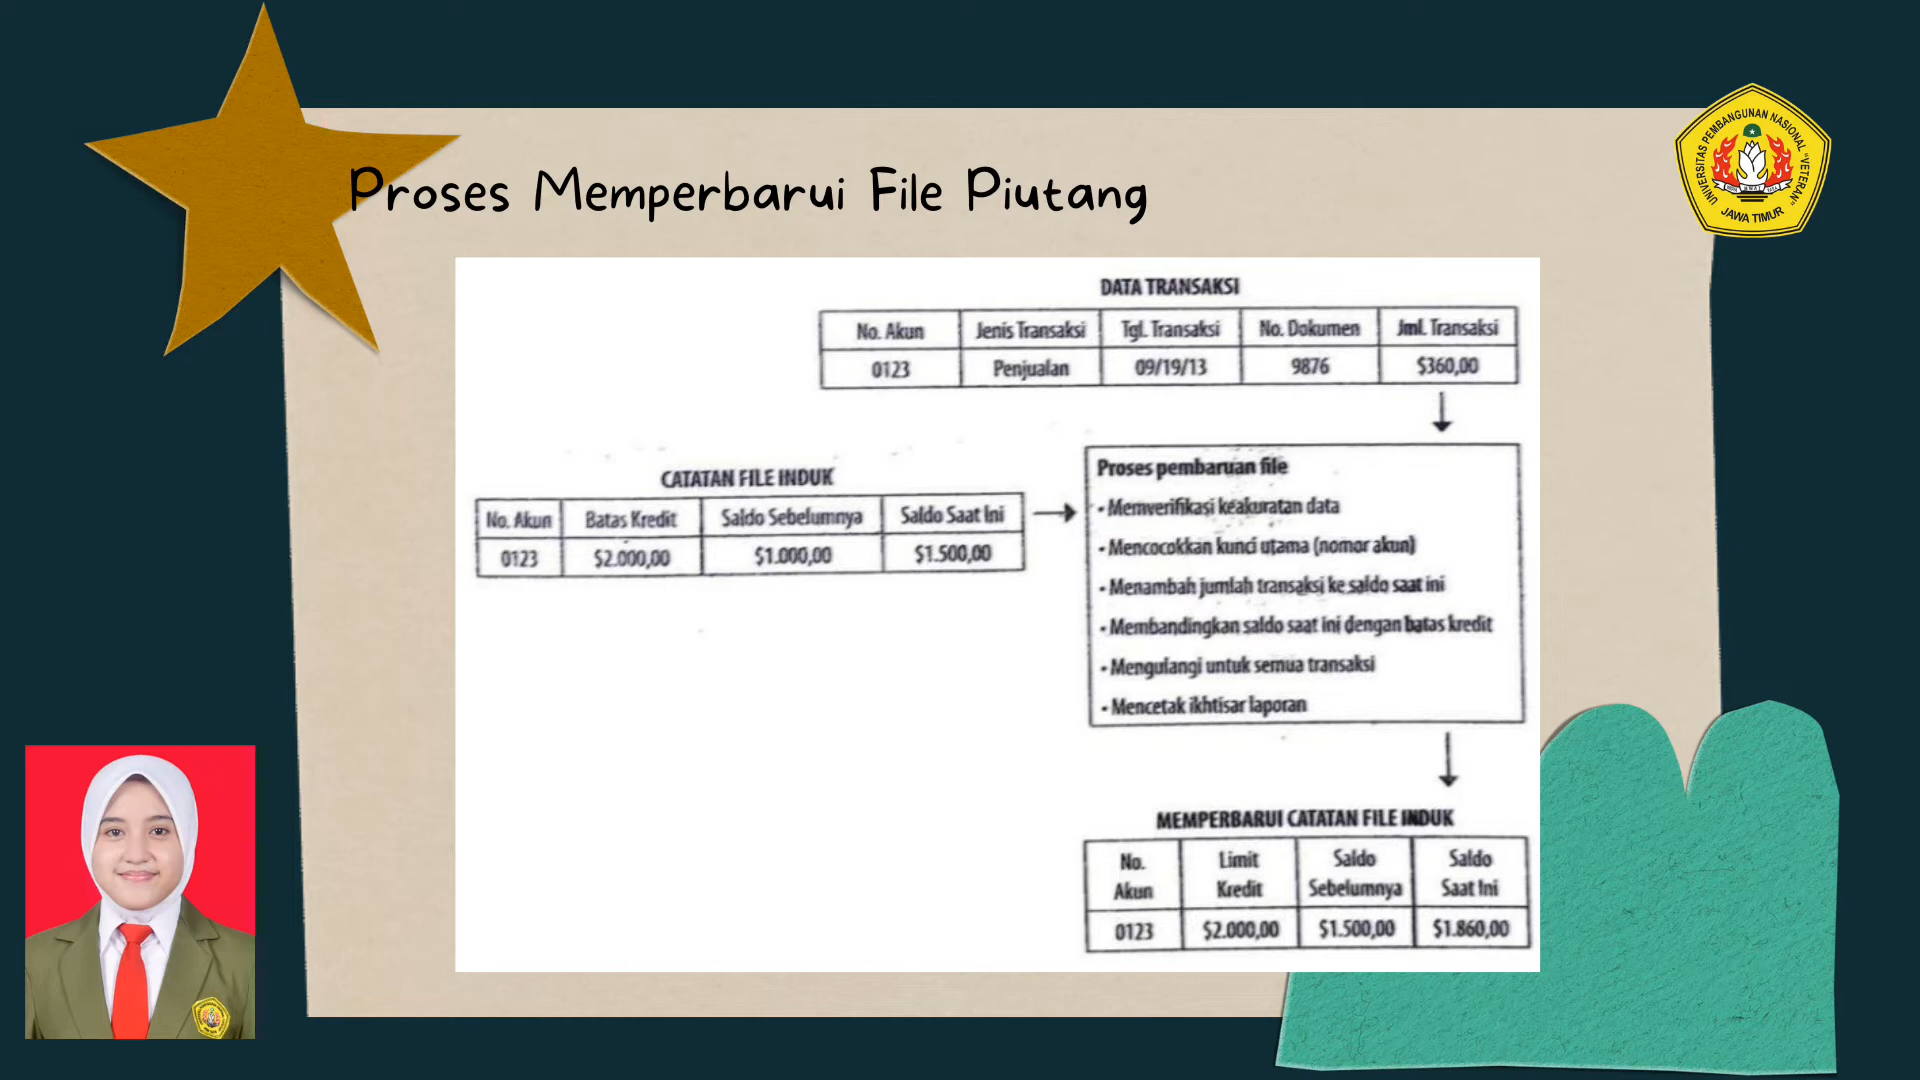 Proses Memperbarui File Piutang
UNIVERSITAS PEMBANGUNAN NASIONAL "VETERAN"
JAWA TIMUR
DATA TRANSAKSI
No. Akun Jenis Transaksi Tgl. Transaksi No. Dokumen Jml. Transaksi
0123 Penjualan 09/19/13 9876 $360,00
CATATAN FILE INDUK
No. Akun Batas Kredit Saldo Sebelumnya Saldo Saat Ini
0123 $2.000,00 $1.000,00 $1.500,00
Proses pembaruan file
• Memverifikasi keakuratan data
• Mencocokkan kunci utama (nomor akun)
• Menambah jumlah transaksi ke saldo saat ini
• Membandingkan saldo saat ini dengan batas kredit
• Mengulangi untuk semua transaksi
• Mencetak ikhtisar laporan
MEMPERBARUI CATATAN FILE INDUK
No. Limit Saldo Saldo
Akun Kredit Sebelumnya Saat Ini
0123 $2.000,00 $1.500,00 $1.860,00